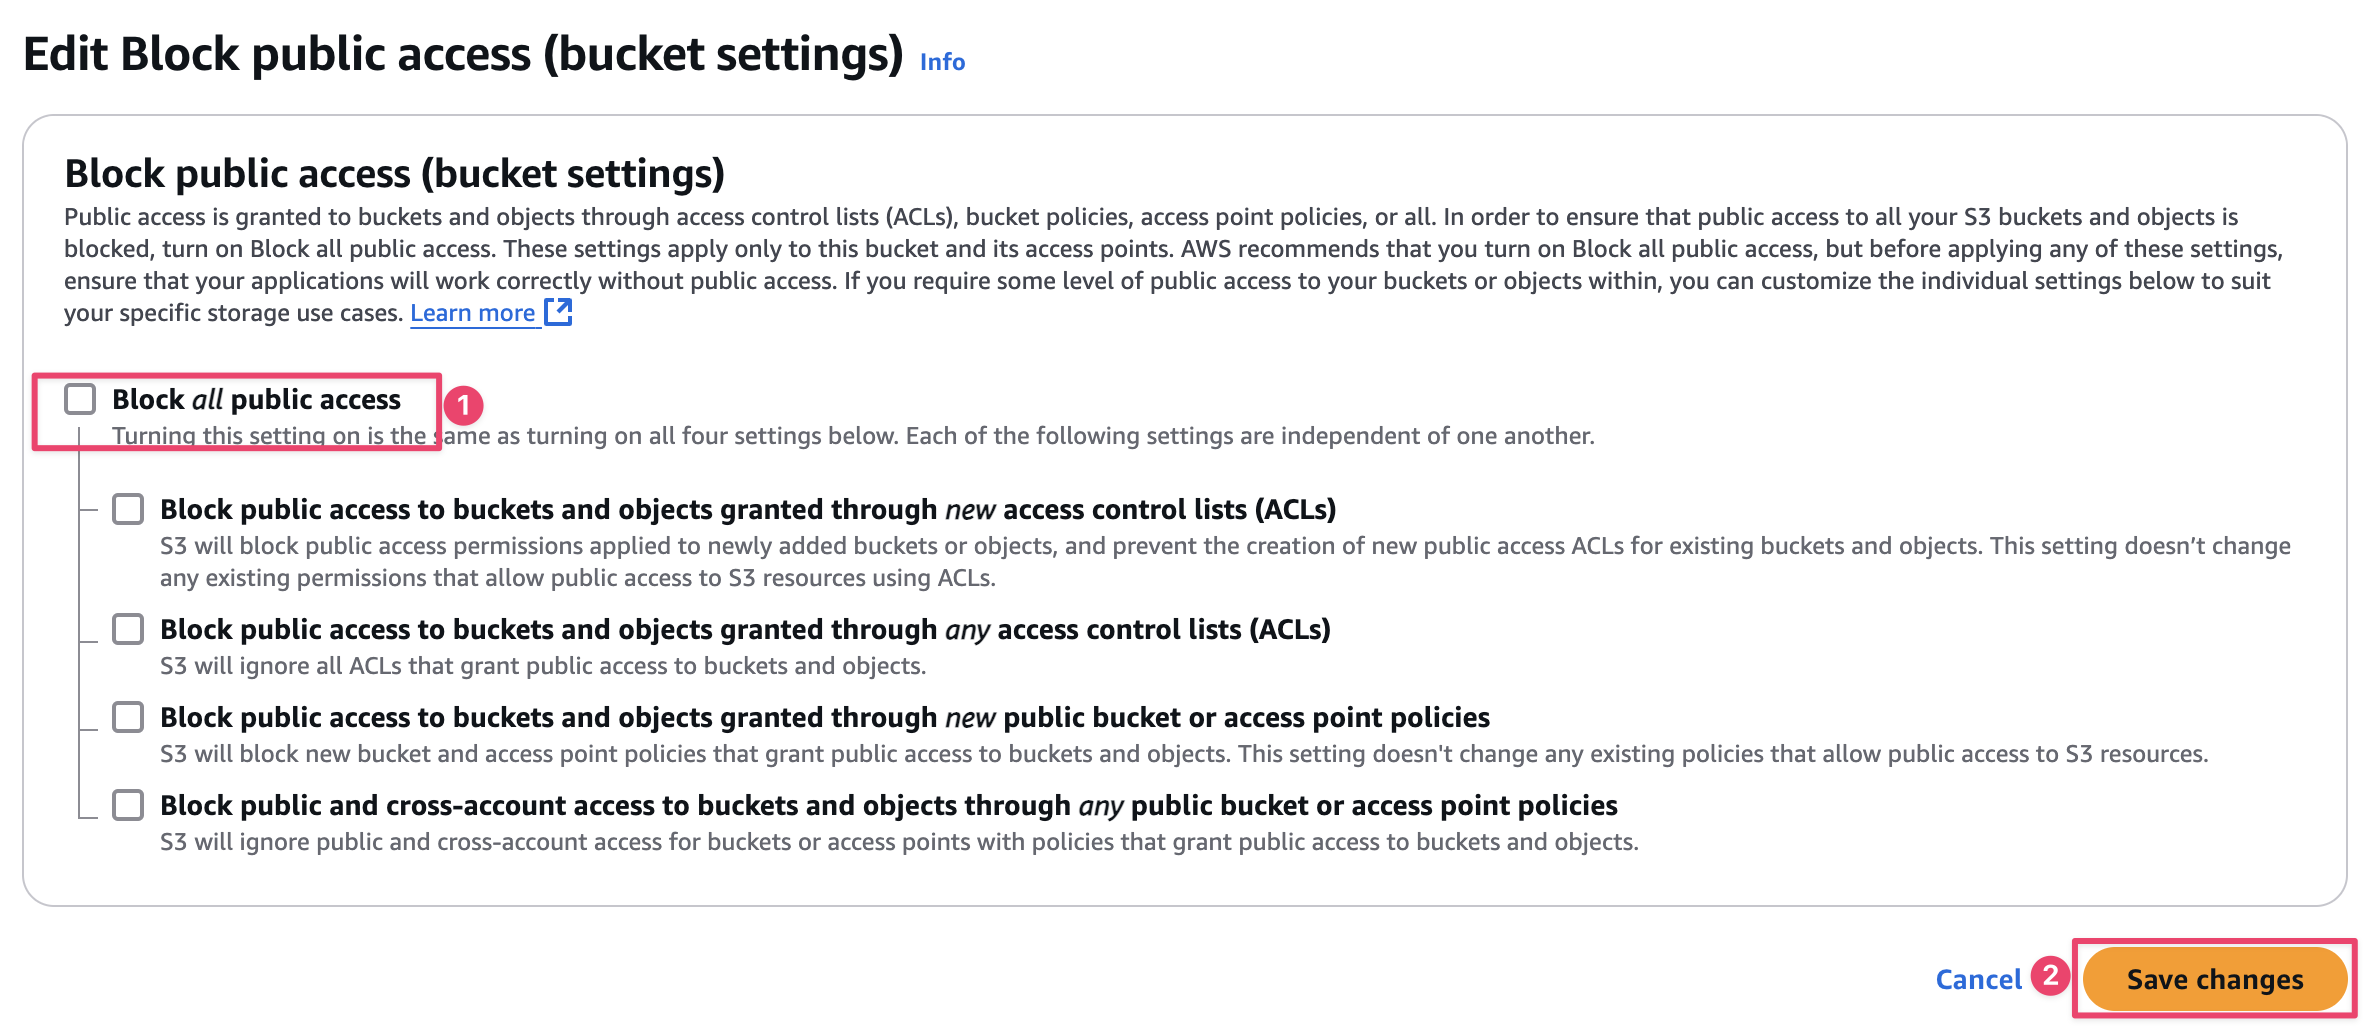 Edit Block public access (bucket settings) Info
Block public access (bucket settings)
Public access is granted to buckets and objects through access control lists (ACLs), bucket policies, access point policies, or all. In order to ensure that public access to all your S3 buckets and objects is
blocked, turn on Block all public access. These settings apply only to this bucket and its access points. AWS recommends that you turn on Block all public access, but before applying any of these settings,
ensure that your applications will work correctly without public access. If you require some level of public access to your buckets or objects within, you can customize the individual settings below to suit
your specific storage use cases. Learn more
Block all public access 1
Turning this setting on is the same as turning on all four settings below. Each of the following settings are independent of one another.
Block public access to buckets and objects granted through new access control lists (ACLs)
S3 will block public access permissions applied to newly added buckets or objects, and prevent the creation of new public access ACLs for existing buckets and objects. This setting doesn’t change
any existing permissions that allow public access to S3 resources using ACLs.
Block public access to buckets and objects granted through any access control lists (ACLs)
S3 will ignore all ACLs that grant public access to buckets and objects.
Block public access to buckets and objects granted through new public bucket or access point policies
S3 will block new bucket and access point policies that grant public access to buckets and objects. This setting doesn't change any existing policies that allow public access to S3 resources.
Block public and cross-account access to buckets and objects through any public bucket or access point policies
S3 will ignore public and cross-account access for buckets or access points with policies that grant public access to buckets and objects.
Cancel 2 Save changes